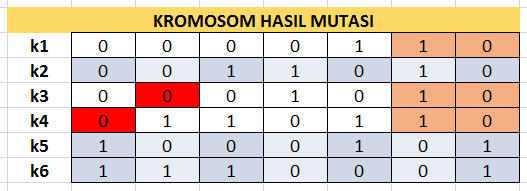 KROMOSOM HASIL MUTASI
k1 0 0 0 0 1 1 0
k2 0 0 1 1 0 1 0
k3 0 0 0 1 0 1 0
k4 0 1 1 0 1 1 0
k5 1 0 0 0 1 0 1
k6 1 1 1 0 0 0 1